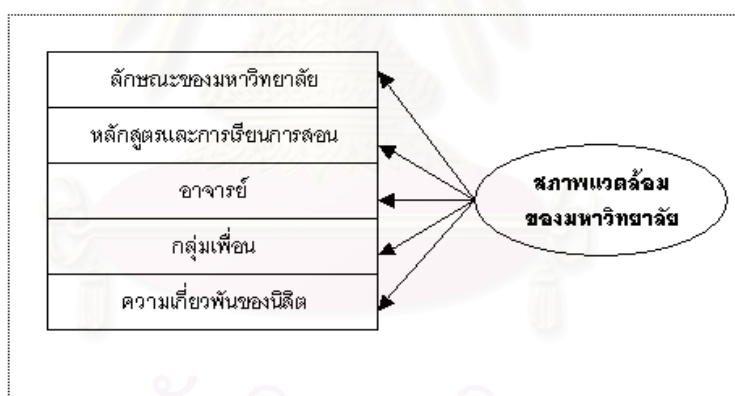 ลักษณะของมหาวิทยาลัย
หลักสูตรและการเรียนการสอน
อาจารย์
กลุ่มเพื่อน
ความเกี่ยวพันของนิสิต
สภาพแวดล้อม
ของมหาวิทยาลัย